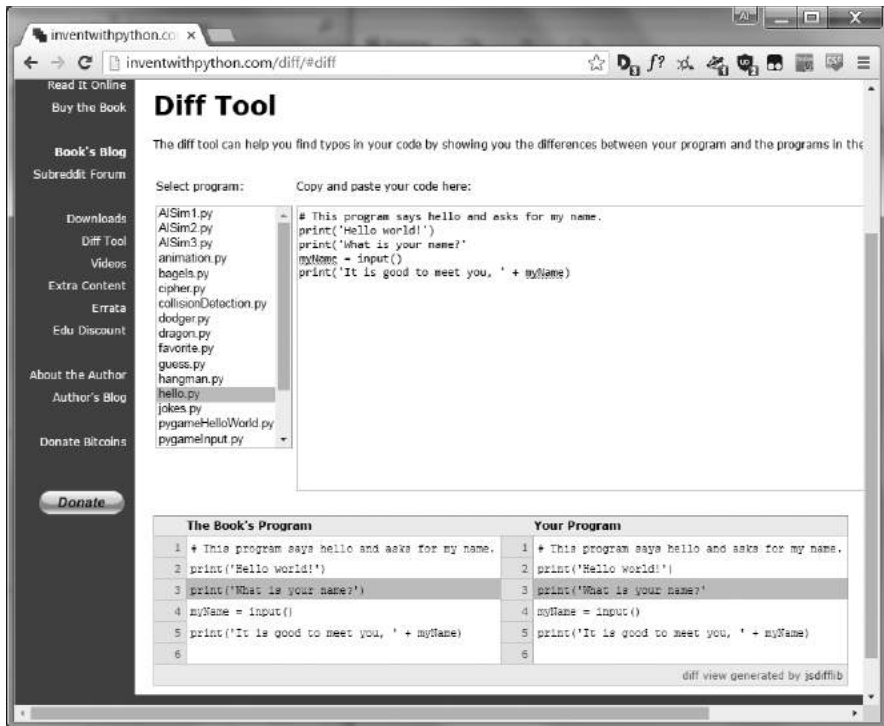 inventwithpython.co
inventwithpython.com/diff/#diff
Read It Online
Buy the Book
Book's Blog
Subreddit Forum
Downloads
Diff Tool
Videos
Extra Content
Errata
Edu Discount
About the Author
Author's Blog
Donate Bitcoins
Donate
Diff Tool
The diff tool can help you find typos in your code by showing you the differences between your program and the programs in the
Select program:
AISim1.py
AISim2.py
AISim3.py
animation.py
bagels.py
cipher.py
collisionDetection.py
dodger.py
dragon.py
favorite.py
guess.py
hangman.py
hello.py
jokes.py
pygameHelloWorld.py
pygameInput.py
Copy and paste your code here:
# This program says hello and asks for my name.
print('Hello world!')
print('What is your name?'
myName = input()
print('It is good to meet you, ' + myName)
The Book's Program
1 # This program says hello and asks for my name.
2 print('Hello world!')
3 print('What is your name?')
4 myName = input()
5 print('It is good to meet you, ' + myName)
6
Your Program
1 # This program says hello and asks for my name.
2 print('Hello world!')
3 print('What is your name?'
4 myName = input()
5 print('It is good to meet you, ' + myName)
6
diff view generated by jsdifflib